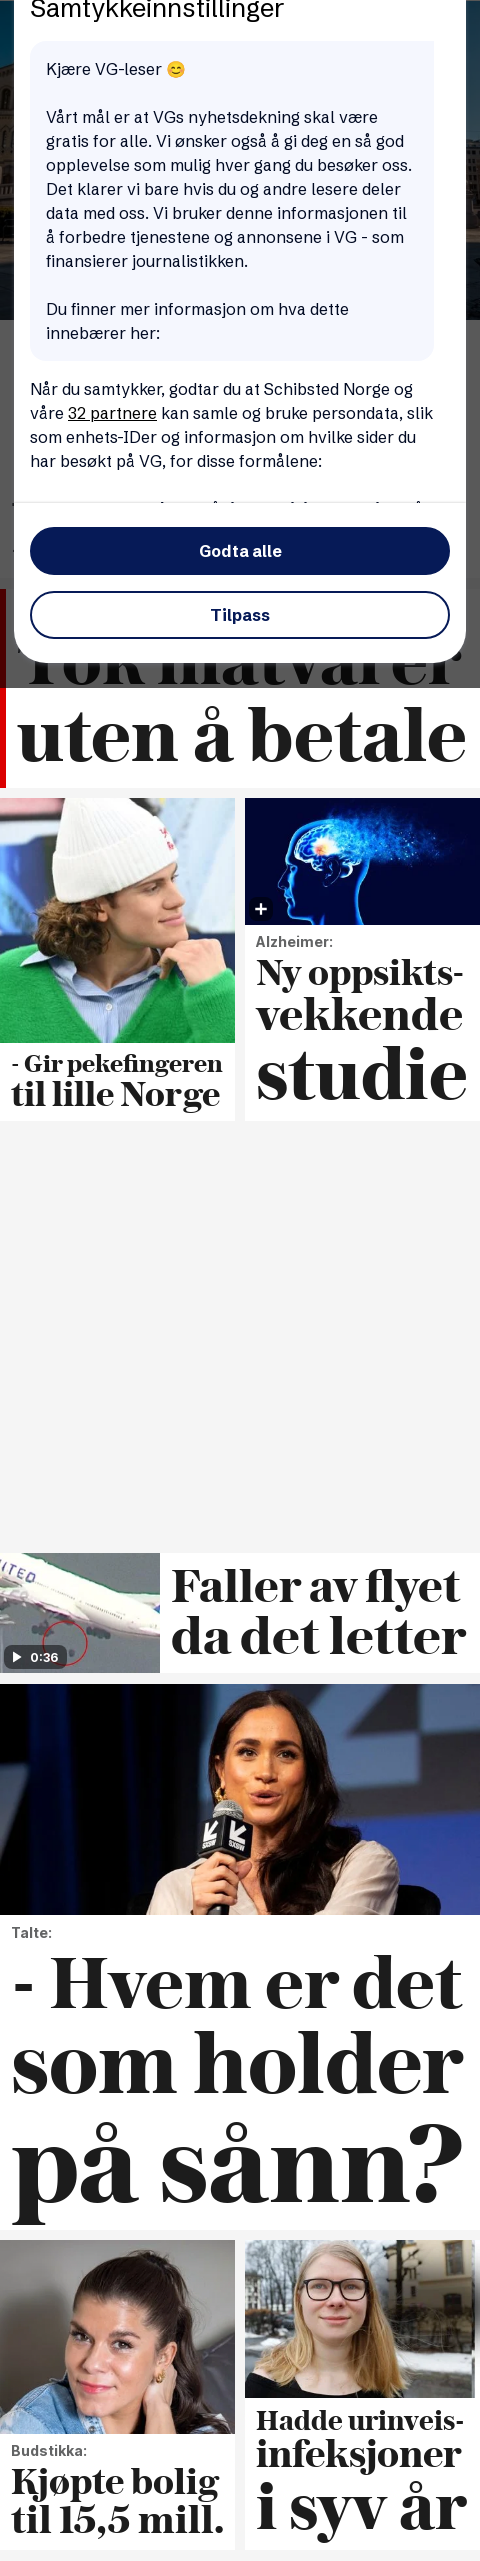 Samtykkeinnstillinger
Kjære VG-leser 😊
Vårt mål er at VGs nyhetsdekning skal være
gratis for alle. Vi ønsker også å gi deg en så god
opplevelse som mulig hver gang du besøker oss.
Det klarer vi bare hvis du og andre lesere deler
data med oss. Vi bruker denne informasjonen til
å forbedre tjenestene og annonsene i VG - som
finansierer journalistikken.
Du finner mer informasjon om hva dette
innebærer her:
Når du samtykker, godtar du at Schibsted Norge og
våre 32 partnere kan samle og bruke persondata, slik
som enhets-IDer og informasjon om hvilke sider du
har besøkt på VG, for disse formålene:
Godta alle
Tilpass
Tok matvarer
uten å betale
- Gir pekefingeren
til lille Norge
Alzheimer:
Ny oppsikts-
vekkende
studie
UNITED
0:36
Faller av flyet
da det letter
SXSW
SXSW
Talte:
- Hvem er det
som holder
på sånn?
Budstikka:
Kjøpte bolig
til 15,5 mill.
Hadde urinveis-
infeksjoner
i syv år